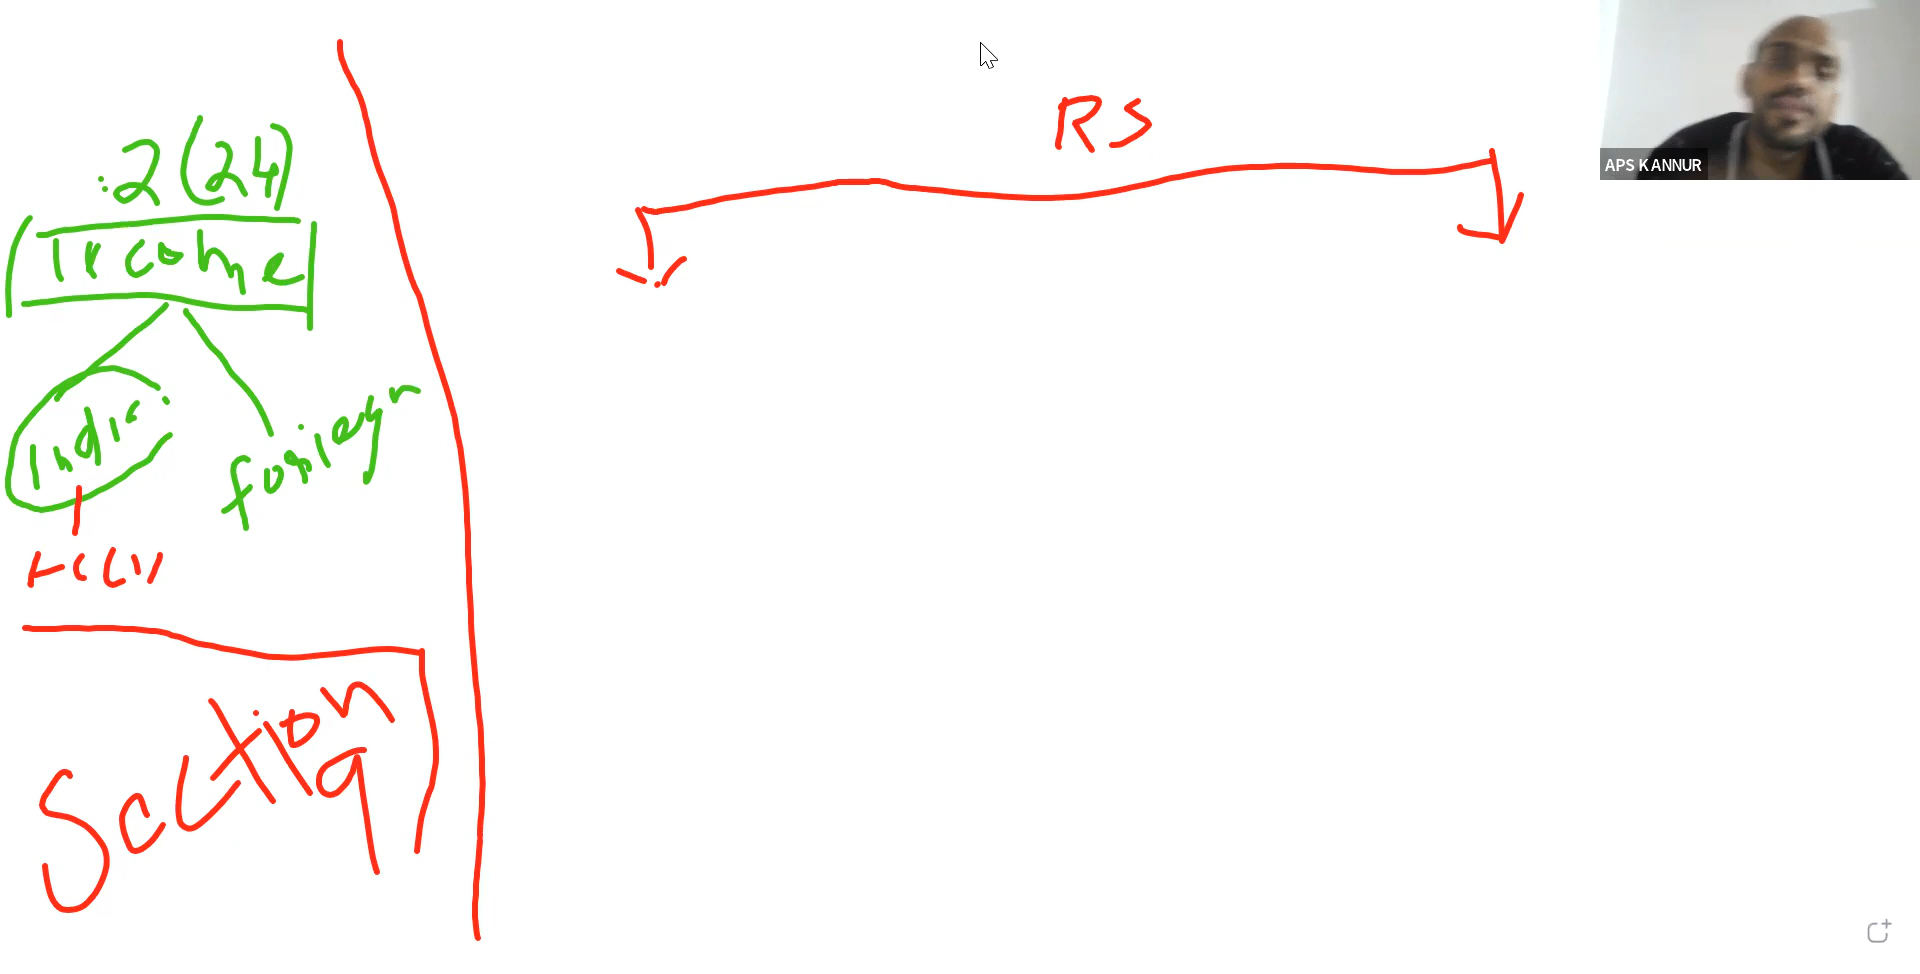 :2 (24)
Income
India
foriegn
Section
9
RS
APS KANNUR